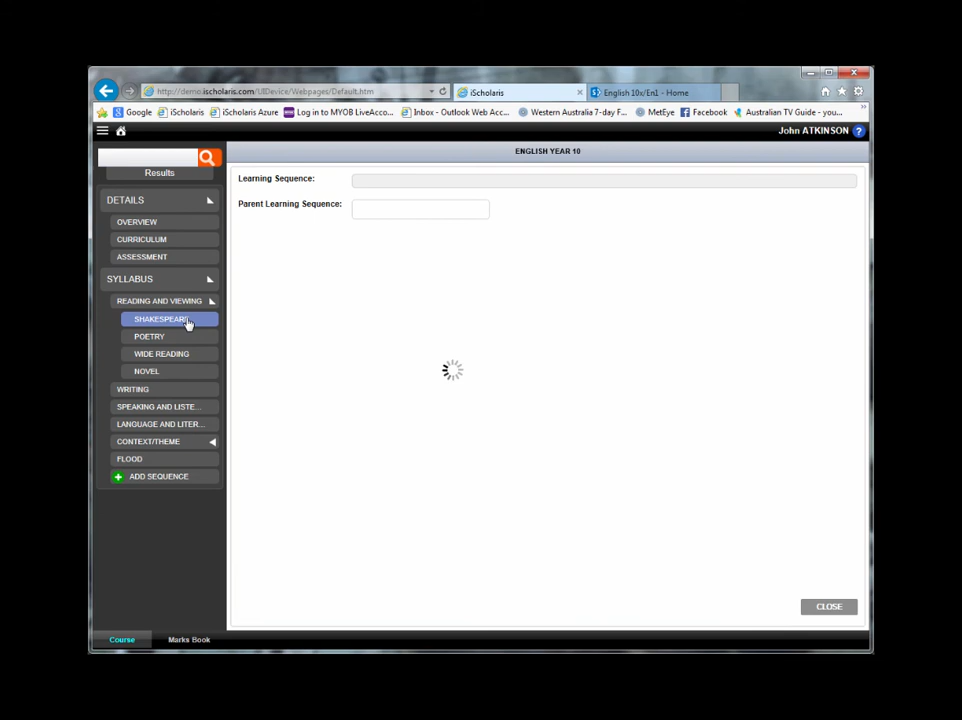 http://demo.ischolaris.com/UIDevice/Webpages/Default.htm
iScholaris
English 10x/En1 - Home
Google
iScholaris
iScholaris Azure
Log in to MYOB LiveAcco...
Inbox - Outlook Web Acc...
Western Australia 7-day F...
MetEye
Facebook
Australian TV Guide - you...
John ATKINSON
Results
ENGLISH YEAR 10
Learning Sequence:
Parent Learning Sequence:
DETAILS
OVERVIEW
CURRICULUM
ASSESSMENT
SYLLABUS
READING AND VIEWING
SHAKESPEARE
POETRY
WIDE READING
NOVEL
WRITING
SPEAKING AND LISTE...
LANGUAGE AND LITER...
CONTEXT/THEME
FLOOD
ADD SEQUENCE
CLOSE
Course
Marks Book